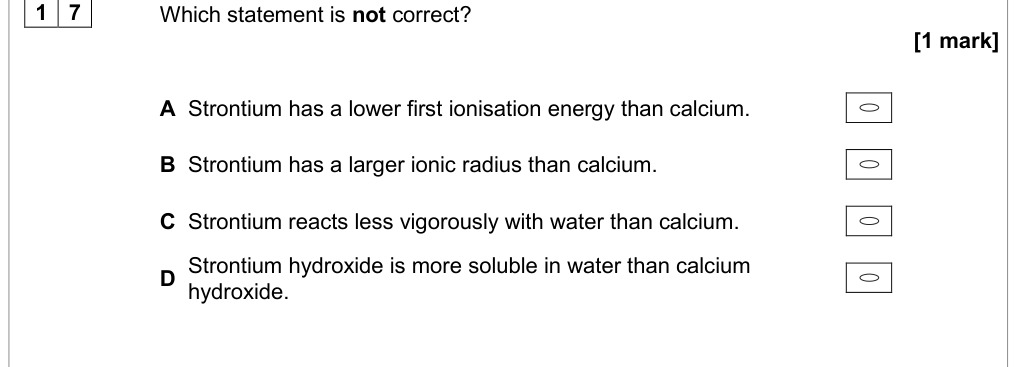 1 7 Which statement is not correct?
[1 mark]
A Strontium has a lower first ionisation energy than calcium.
B Strontium has a larger ionic radius than calcium.
C Strontium reacts less vigorously with water than calcium.
D Strontium hydroxide is more soluble in water than calcium
hydroxide.